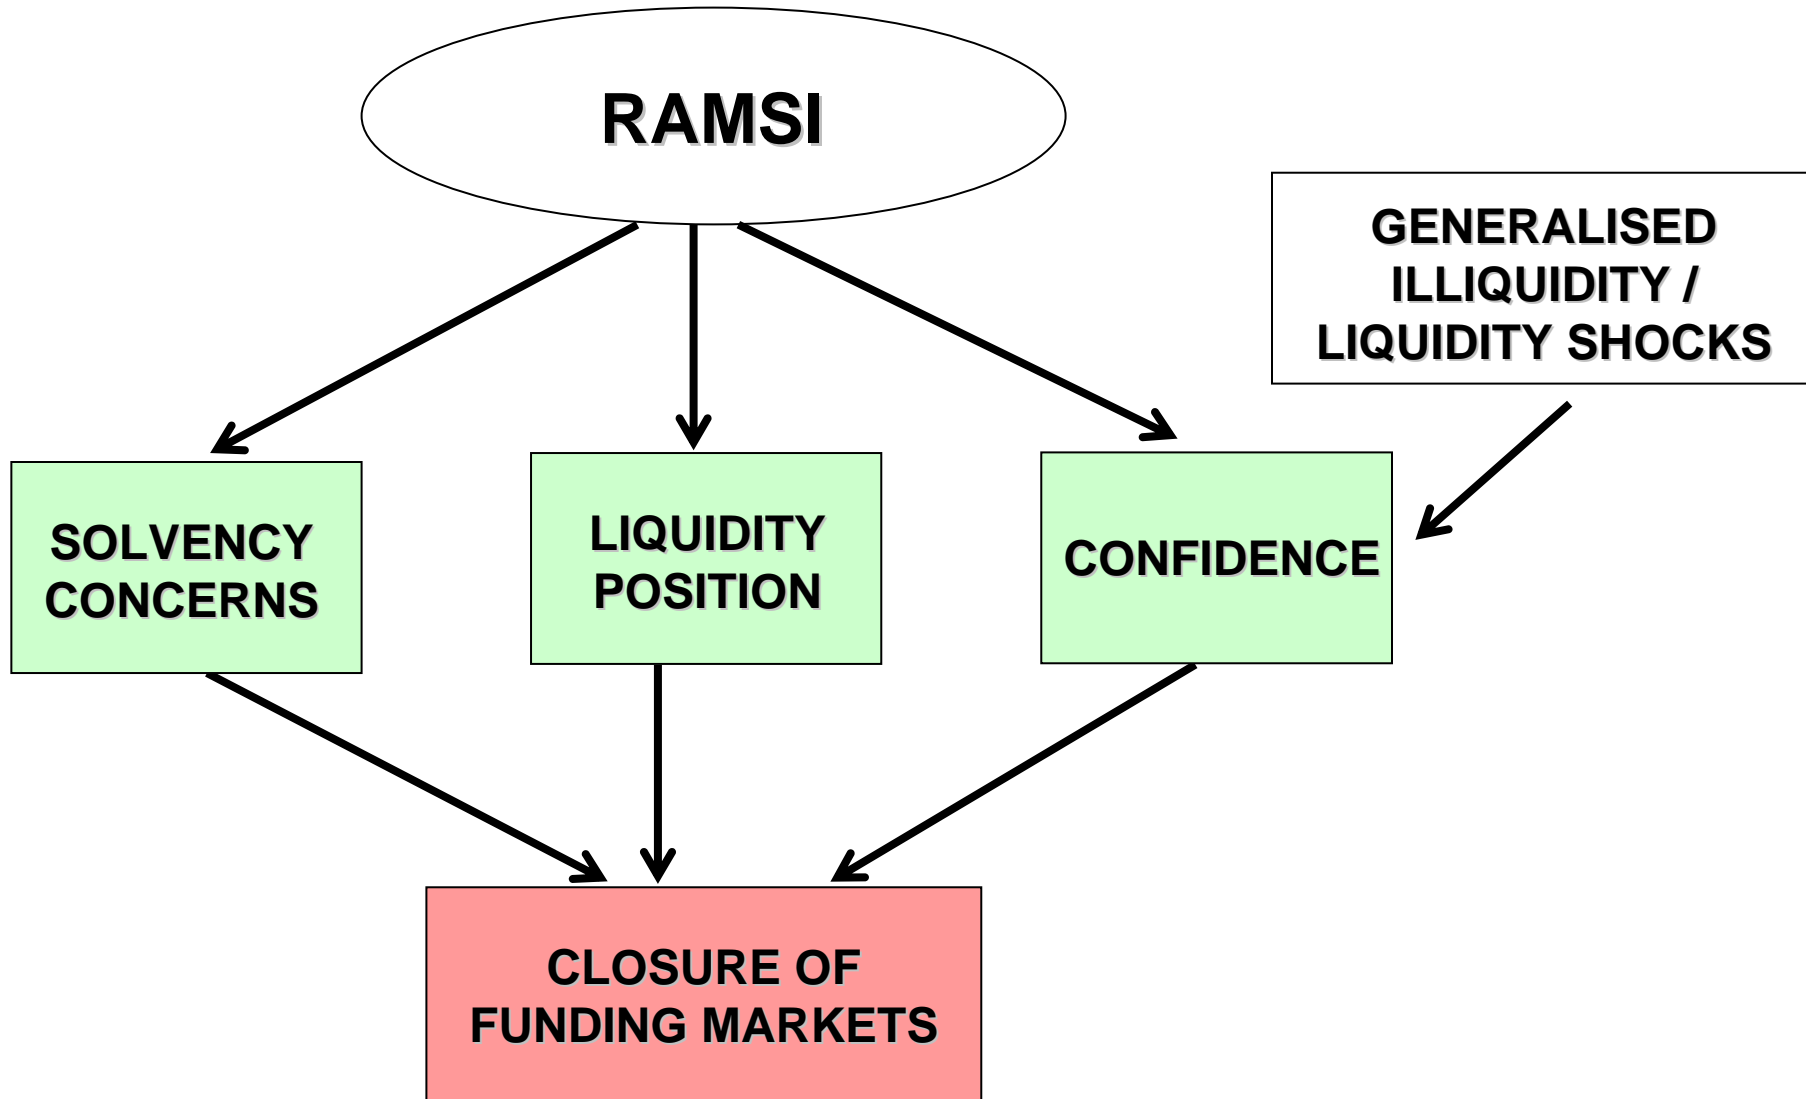 RAMSI
GENERALISED
ILLIQUIDITY /
LIQUIDITY SHOCKS
SOLVENCY
CONCERNS
LIQUIDITY
POSITION
CONFIDENCE
CLOSURE OF
FUNDING MARKETS